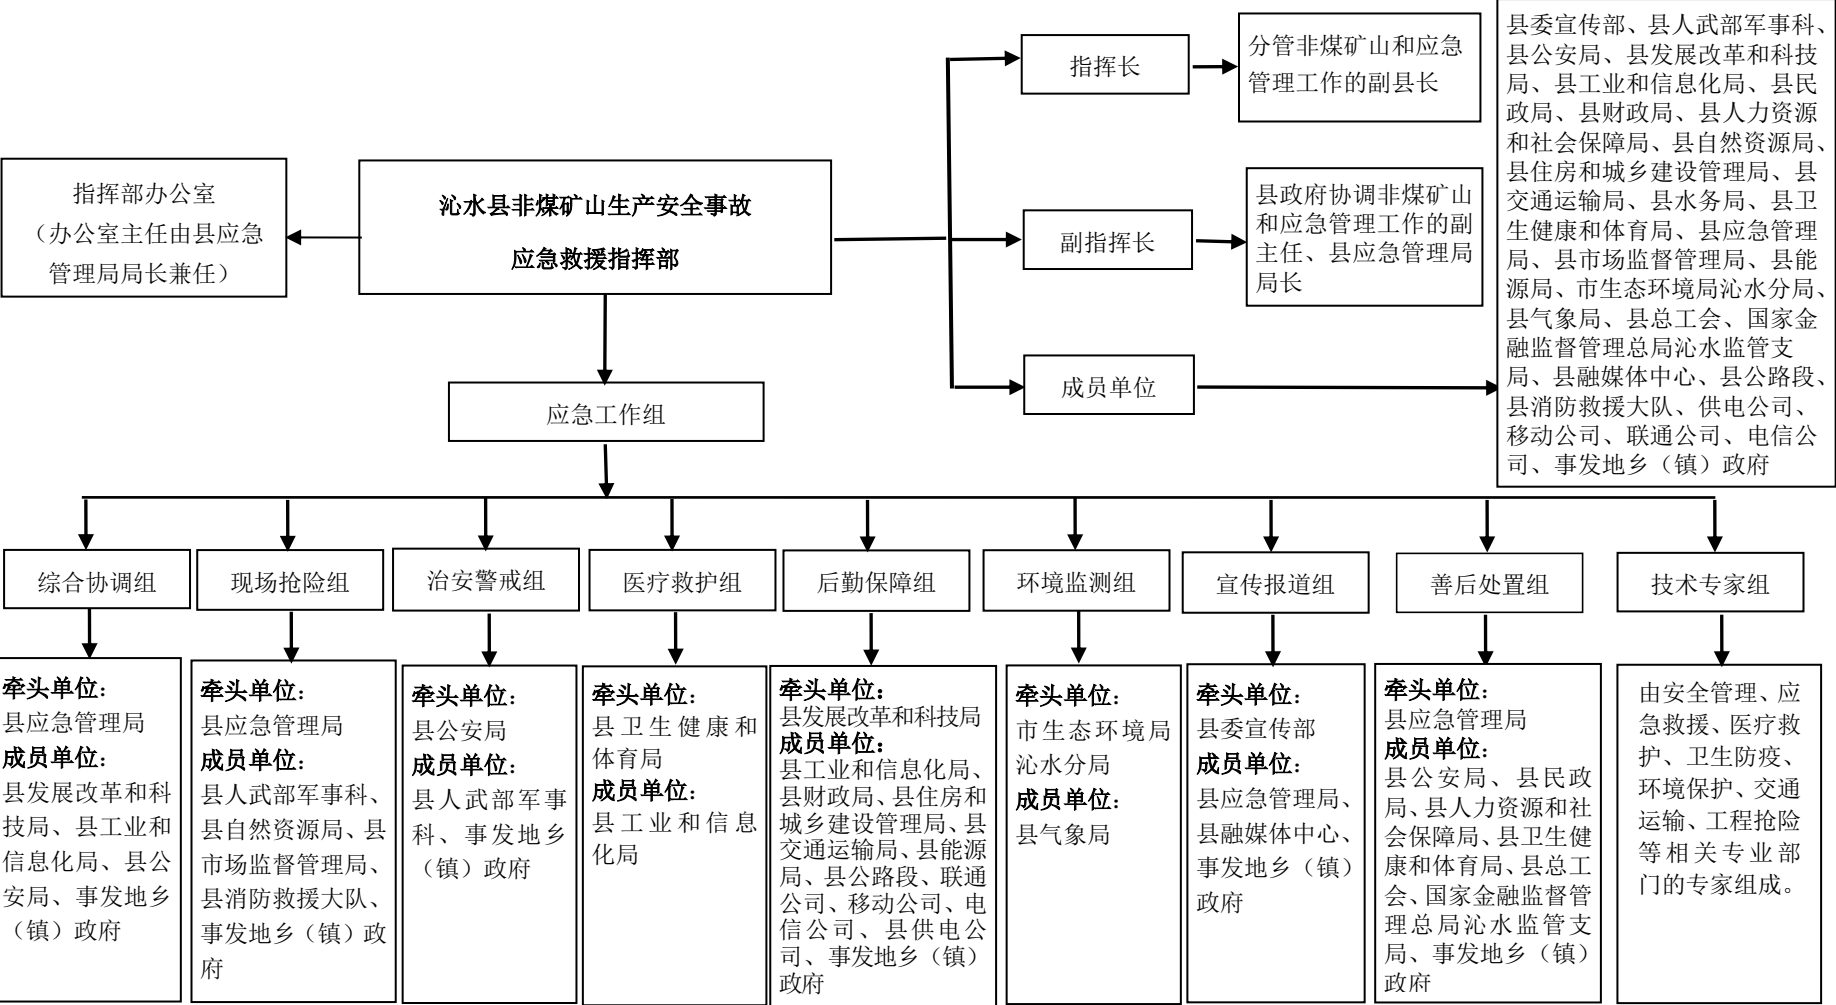 指挥长
分管非煤矿山和应急
管理工作的副县长
县委宣传部、县人武部军事科、
县公安局、县发展改革和科技
局、县工业和信息化局、县民
政局、县财政局、县人力资源
和社会保障局、县自然资源局、
县住房和城乡建设管理局、县
交通运输局、县水务局、县卫
生健康和体育局、县应急管理
局、县市场监督管理局、县能
源局、市生态环境局沁水分局、
县气象局、县总工会、国家金
融监督管理总局沁水监管支
局、县融媒体中心、县公路段、
县消防救援大队、供电公司、
移动公司、联通公司、电信公
司、事发地乡（镇）政府
指挥部办公室
（办公室主任由县应急
管理局局长兼任）
沁水县非煤矿山生产安全事故
应急救援指挥部
副指挥长
县政府协调非煤矿山
和应急管理工作的副
主任、县应急管理局
局长
成员单位
应急工作组
综合协调组
现场抢险组
治安警戒组
医疗救护组
后勤保障组
环境监测组
宣传报道组
善后处置组
技术专家组
牵头单位：
县应急管理局
成员单位：
县发展改革和科
技局、县工业和
信息化局、县公
安局、事发地乡
（镇）政府
牵头单位：
县应急管理局
成员单位：
县人武部军事科、
县自然资源局、县
市场监督管理局、
县消防救援大队、
事发地乡（镇）政
府
牵头单位：
县公安局
成员单位：
县人武部军事
科、事发地乡
（镇）政府
牵头单位：
县卫生健康和
体育局
成员单位：
县工业和信息
化局
牵头单位：
县发展改革和科技局
成员单位：
县工业和信息化局、
县财政局、县住房和
城乡建设管理局、县
交通运输局、县能源
局、县公路段、联通
公司、移动公司、电
信公司、县供电公
司、事发地乡（镇）
政府
牵头单位：
市生态环境局
沁水分局
成员单位：
县气象局
牵头单位：
县委宣传部
成员单位：
县应急管理局、
县融媒体中心、
事发地乡（镇）
政府
牵头单位：
县应急管理局
成员单位：
县公安局、县民政
局、县人力资源和社
会保障局、县卫生健
康和体育局、县总工
会、国家金融监督管
理总局沁水监管支
局、事发地乡（镇）
政府
由安全管理、应
急救援、医疗救
护、卫生防疫、
环境保护、交通
运输、工程抢险
等相关专业部
门的专家组成。